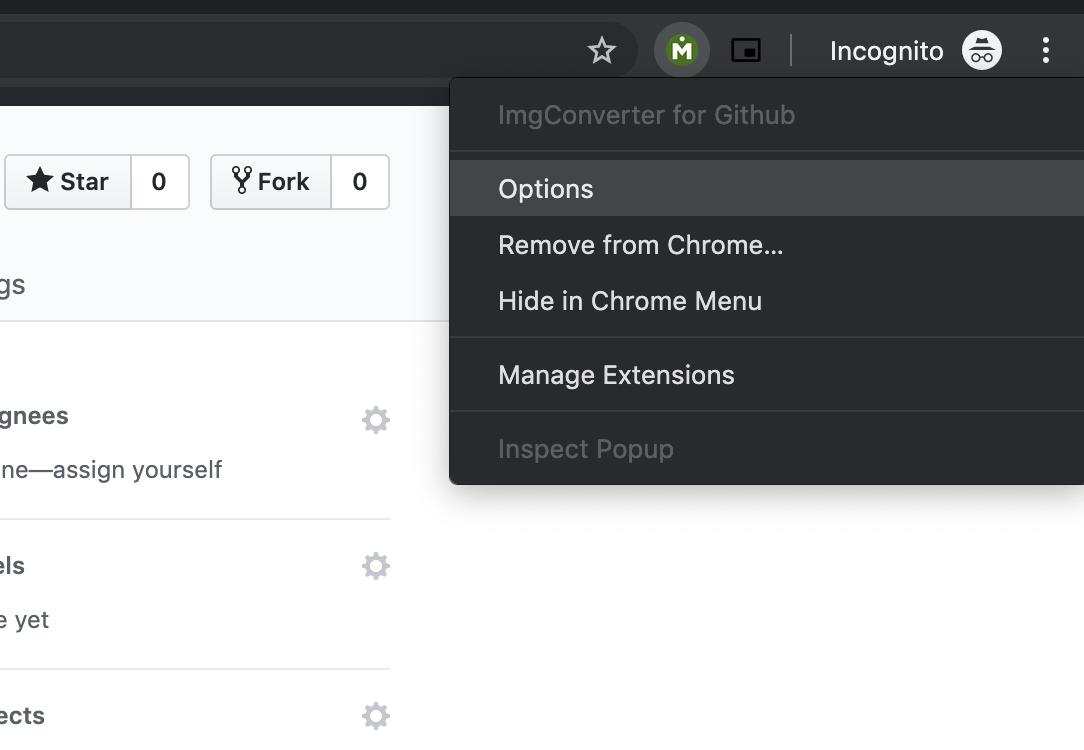 M
Incognito
ImgConverter for Github
Star 0 Fork 0
Options
Remove from Chrome...
Hide in Chrome Menu
Manage Extensions
Inspect Popup
gs
gnees
ne—assign yourself
els
e yet
ects